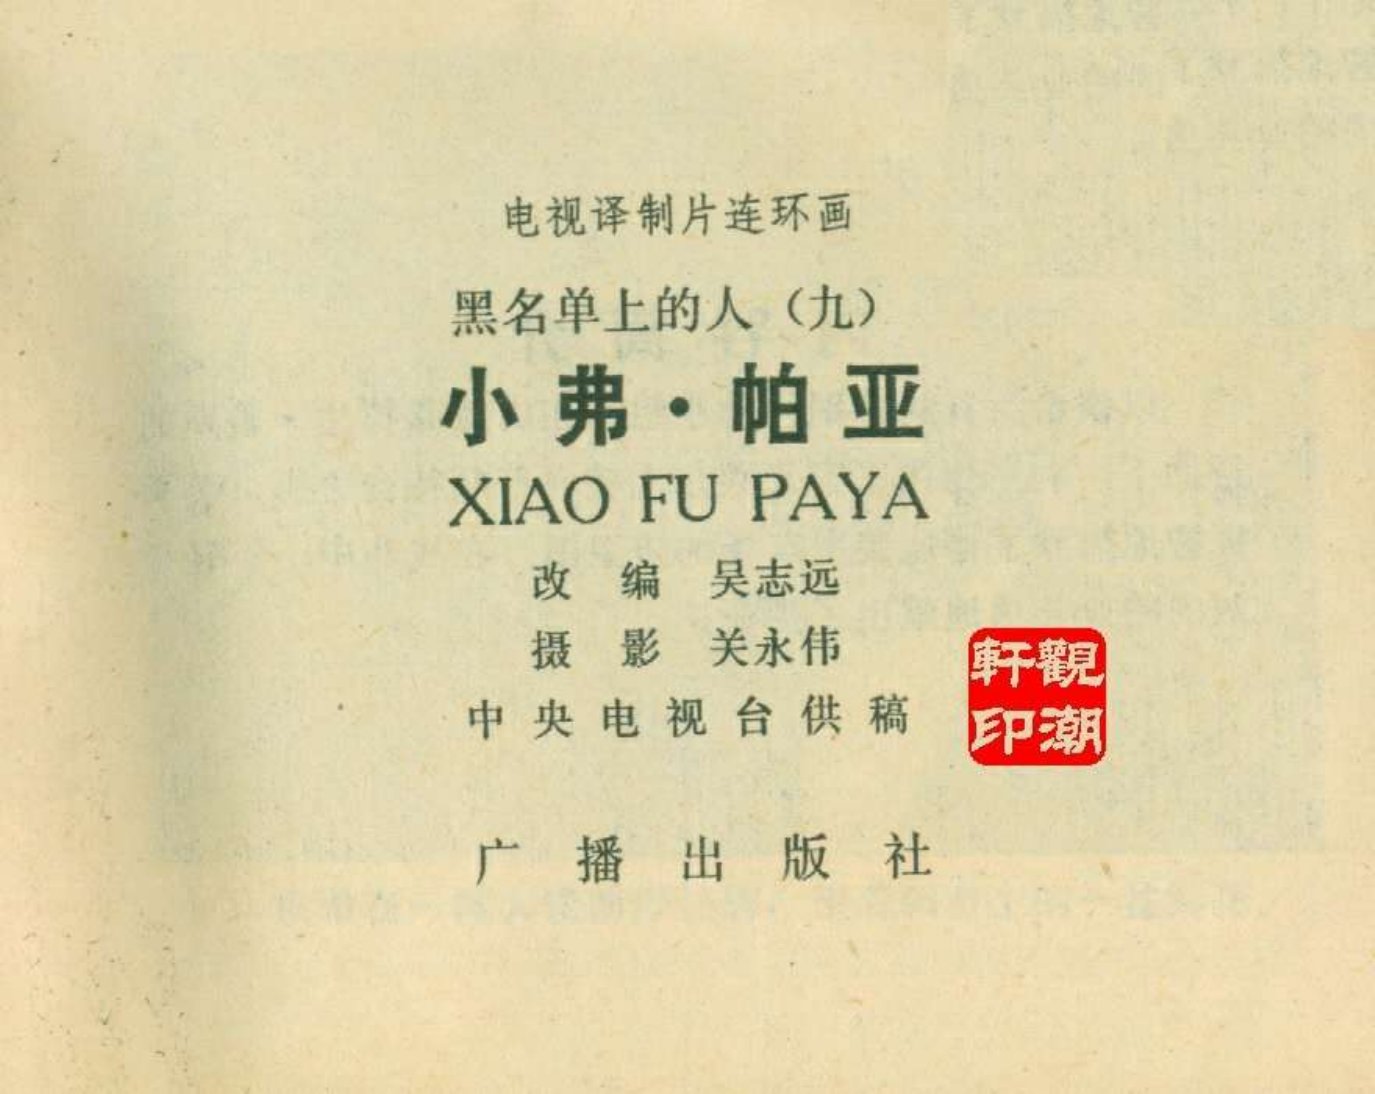 电视译制片连环画
黑名单上的人（九）
小弗·帕亚
XIAO FU PAYA
改编 吴志远
摄影 关永伟
中央电视台供稿
广播出版社
觀潮軒印